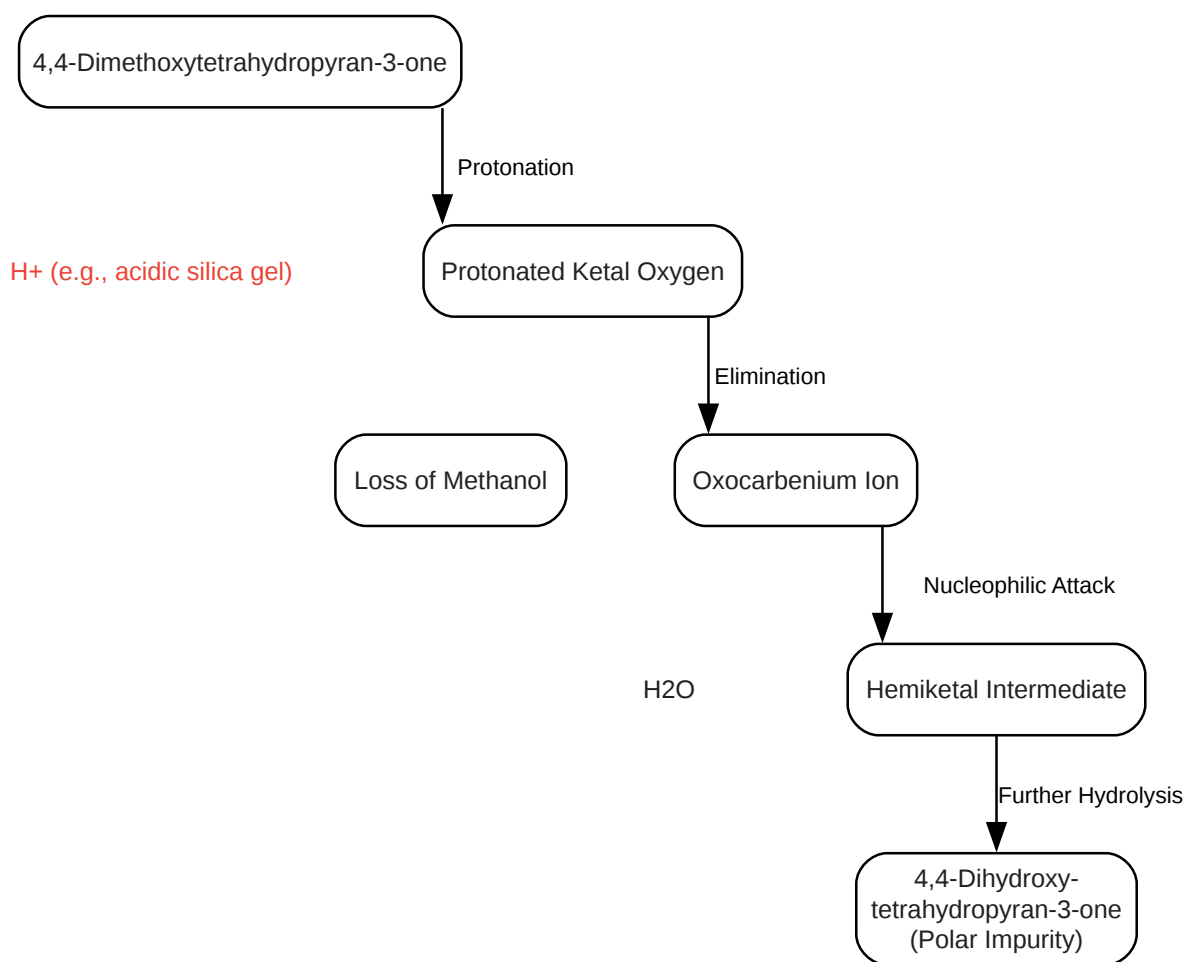 4,4-Dimethoxytetrahydropyran-3-one
Protonation
H+ (e.g., acidic silica gel)
Protonated Ketal Oxygen
Elimination
Loss of Methanol
Oxocarbenium Ion
Nucleophilic Attack
H2O
Hemiketal Intermediate
Further Hydrolysis
4,4-Dihydroxy-
tetrahydropyran-3-one
(Polar Impurity)